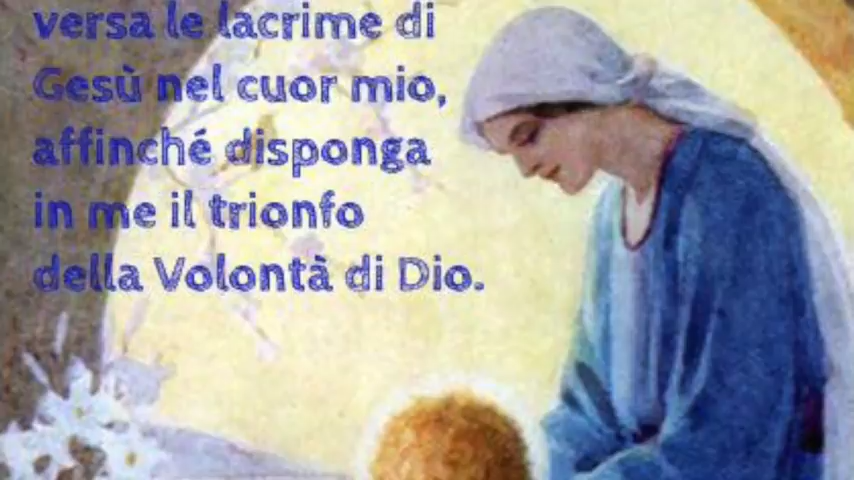 versa le lacrime di
Gesù nel cuor mio,
affinché disponga
in me il trionfo
della Volontà di Dio.